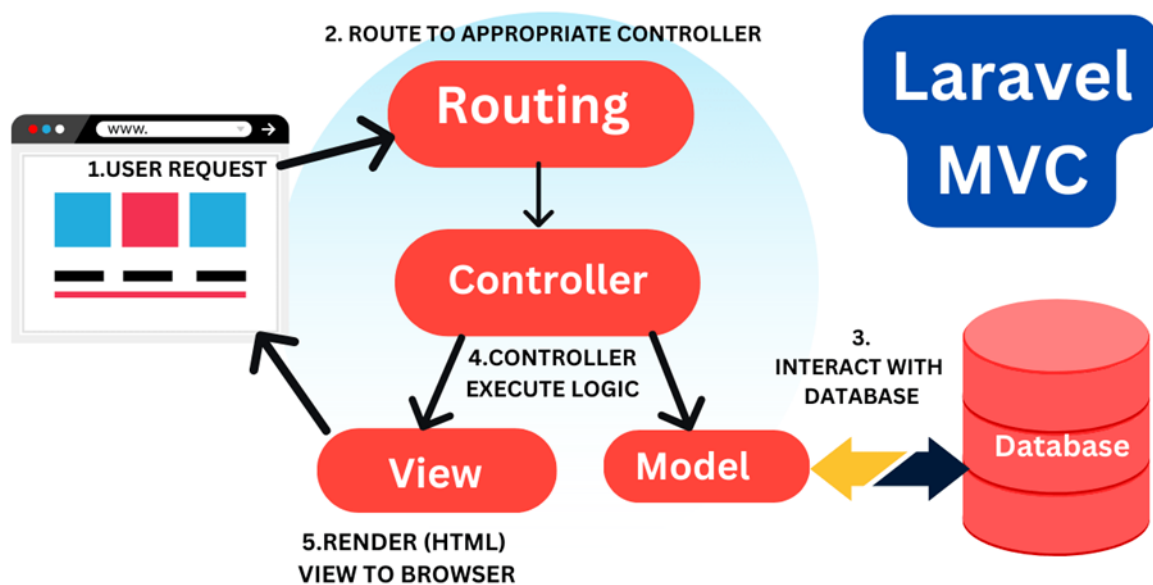 2. ROUTE TO APPROPRIATE CONTROLLER
Laravel
MVC
Routing
www.
1.USER REQUEST
Controller
4.CONTROLLER
EXECUTE LOGIC
3.
INTERACT WITH
DATABASE
View
Model
Database
5.RENDER (HTML)
VIEW TO BROWSER